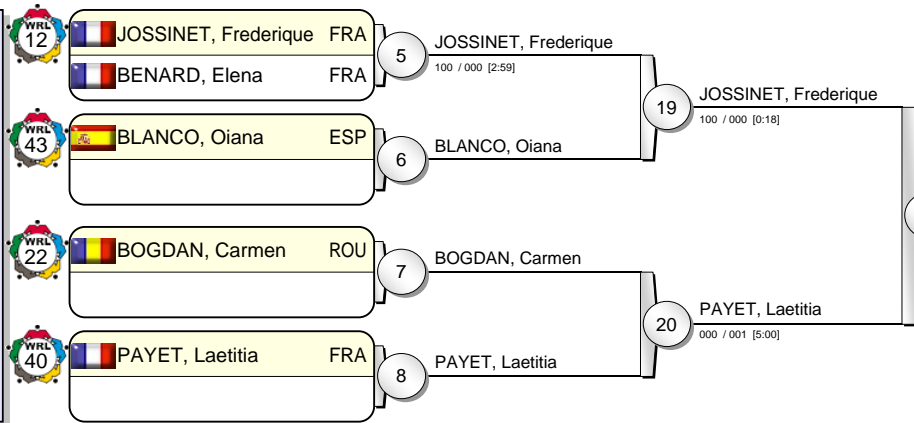 WRL
12
JOSSINET, Frederique FRA
BENARD, Elena FRA
5
JOSSINET, Frederique
100 / 000 [2:59]
WRL
43
BLANCO, Oiana ESP
6
BLANCO, Oiana
19
JOSSINET, Frederique
100 / 000 [0:18]
WRL
22
BOGDAN, Carmen ROU
7
BOGDAN, Carmen
WRL
40
PAYET, Laetitia FRA
8
PAYET, Laetitia
20
PAYET, Laetitia
000 / 001 [5:00]